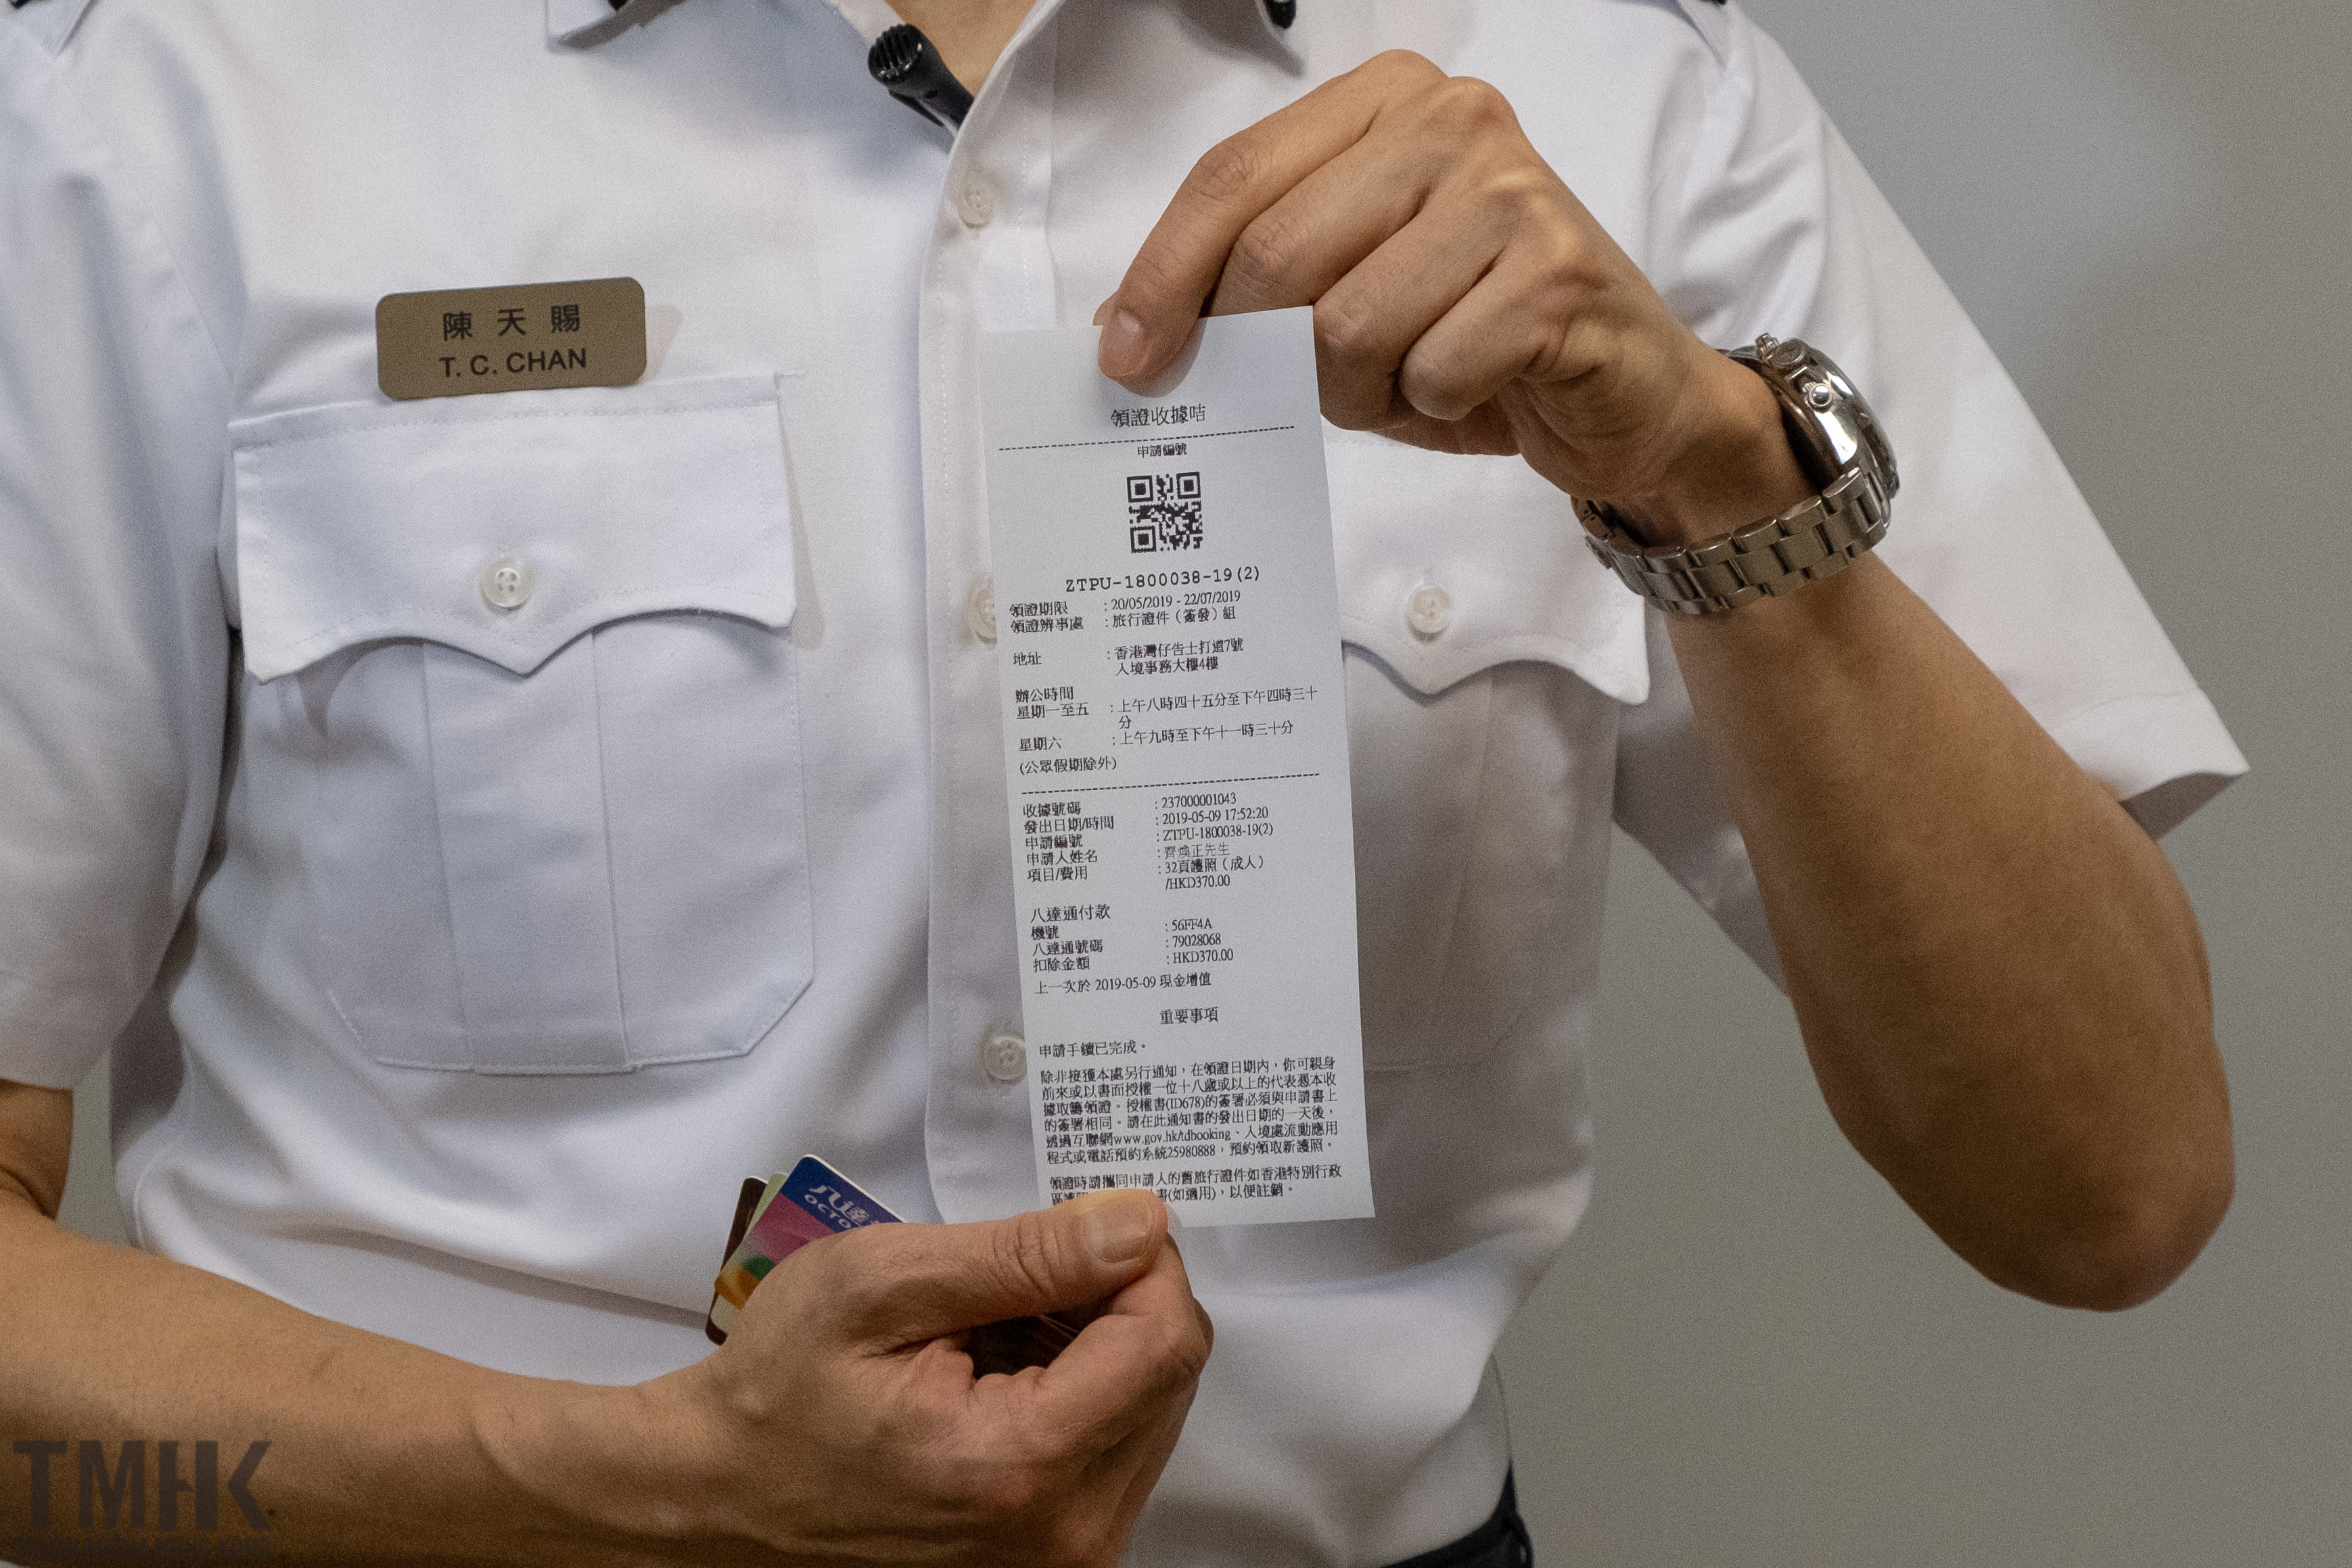 陳天賜
T. C. CHAN
領證收據咭
申請編號
ZTPU-1800038-19(2)
領證期限 : 20/05/2019 - 22/07/2019
領證辦事處 : 旅行證件（簽發）組
地址 : 香港灣仔告士打道7號
入境事務大樓4樓
辦公時間
星期一至五 : 上午八時四十五分至下午四時三十
分
星期六 : 上午九時至下午十一時三十分
(公眾假期除外)
收據號碼 : 237000001043
發出日期/時間 : 2019-05-09 17:52:20
申請編號 : ZTPU-1800038-19(2)
申請人姓名 : 齊煥正先生
項目/費用 : 32頁護照（成人）
/HKD370.00
八達通付款
機號 : 56FF4A
八達通號碼 : 79028068
扣除金額 : HKD370.00
上一次於 2019-05-09 現金增值
重要事項
申請手續已完成。
除非接獲本處另行通知，在領證日期內，你可親身
前來或以書面授權一位十八歲或以上的代表憑本收
據取籌領證。授權書(ID678)的簽署必須與申請書上
的簽署相同。請在此通知書的發出日期的一天後，
透過互聯網www.gov.hk/tdbooking、入境處流動應用
程式或電話預約系統25980888，預約領取新護照。
領證時請攜同申請人的舊旅行證件如香港特別行政
區護照 書(如適用)，以便註銷。
八達
OCTO
TMHK